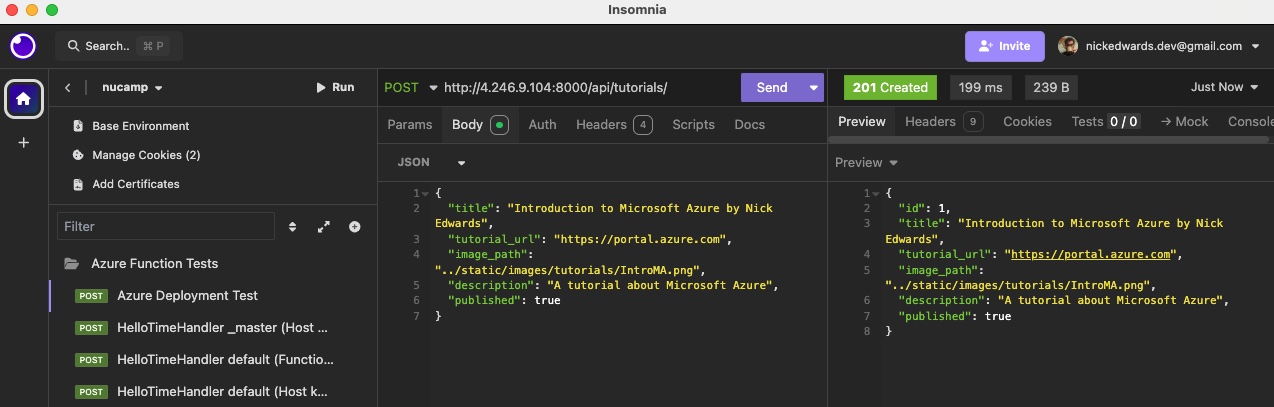 Insomnia
Search.. ⌘ P
Invite
nickedwards.dev@gmail.com
nucamp
Run
Base Environment
Manage Cookies (2)
Add Certificates
Filter
Azure Function Tests
POST Azure Deployment Test
POST HelloTimeHandler _master (Host ...
POST HelloTimeHandler default (Functio...
POST HelloTimeHandler default (Host k...
POST http://4.246.9.104:8000/api/tutorials/ Send
Params Body Auth Headers 4 Scripts Docs
JSON
1 {
2 "title": "Introduction to Microsoft Azure by Nick
Edwards",
3 "tutorial_url": "https://portal.azure.com",
4 "image_path":
"../static/images/tutorials/IntroMA.png",
5 "description": "A tutorial about Microsoft Azure",
6 "published": true
7 }
201 Created 199 ms 239 B Just Now
Preview Headers 9 Cookies Tests 0 / 0 → Mock Console
Preview
1 {
2 "id": 1,
3 "title": "Introduction to Microsoft Azure by Nick
Edwards",
4 "tutorial_url": "https://portal.azure.com",
5 "image_path":
"../static/images/tutorials/IntroMA.png",
6 "description": "A tutorial about Microsoft Azure",
7 "published": true
8 }